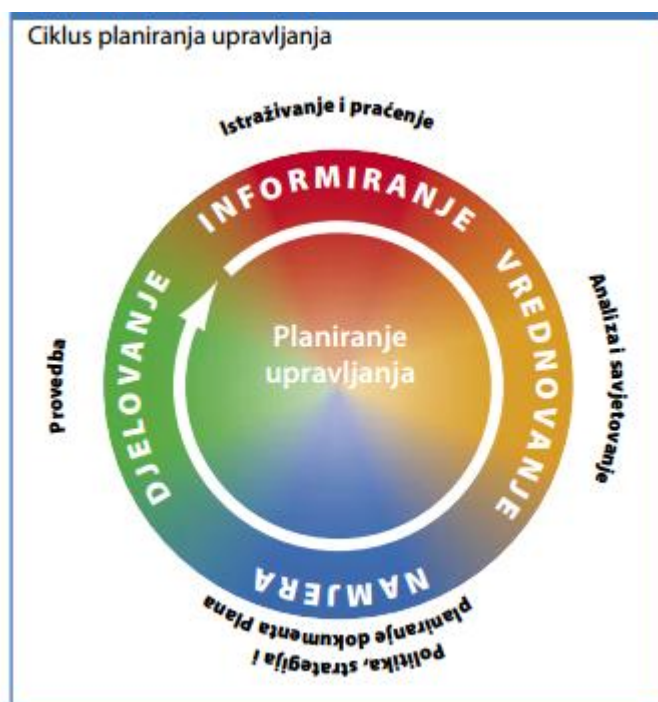 Ciklus planiranja upravljanja
Istraživanje i praćenje
INFORMIRANJE
VREDNOVANJE
Analiza i savjetovanje
NAMJERA
Politika, strategija i
planiranje dokumenta Plana
DJELOVANJE
Provedba
Planiranje
upravljanja